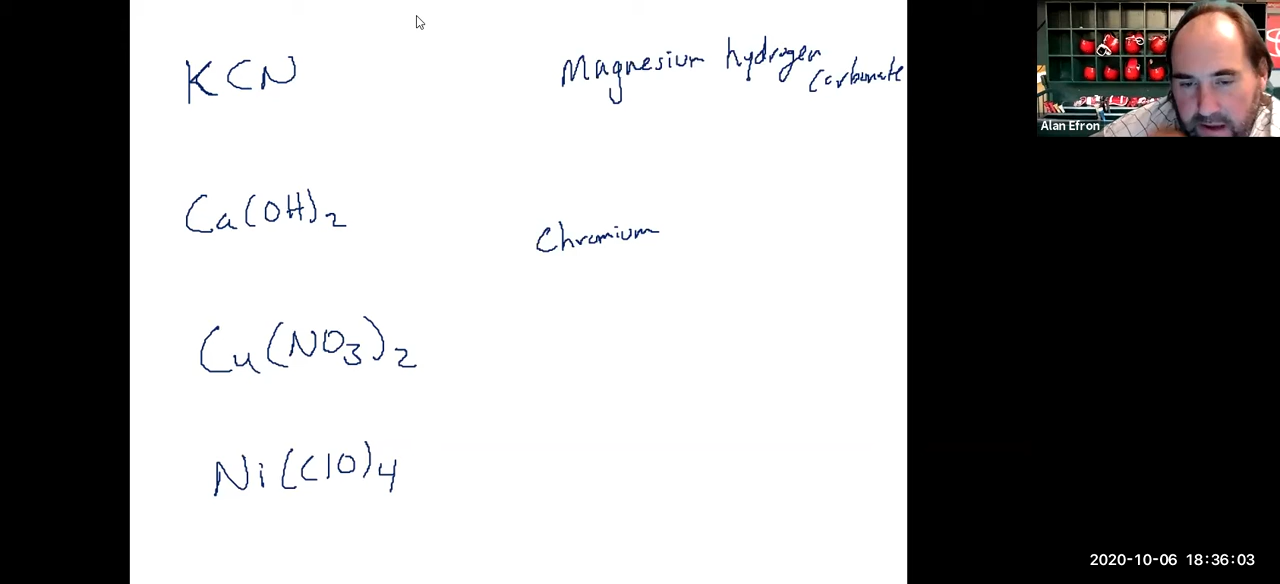 KCN
Magnesium hydrogen
carbonate
Alan Efron
Ca(OH)2
Chromium
Cu(NO3)2
Ni(ClO)4
2020-10-06 18:36:03